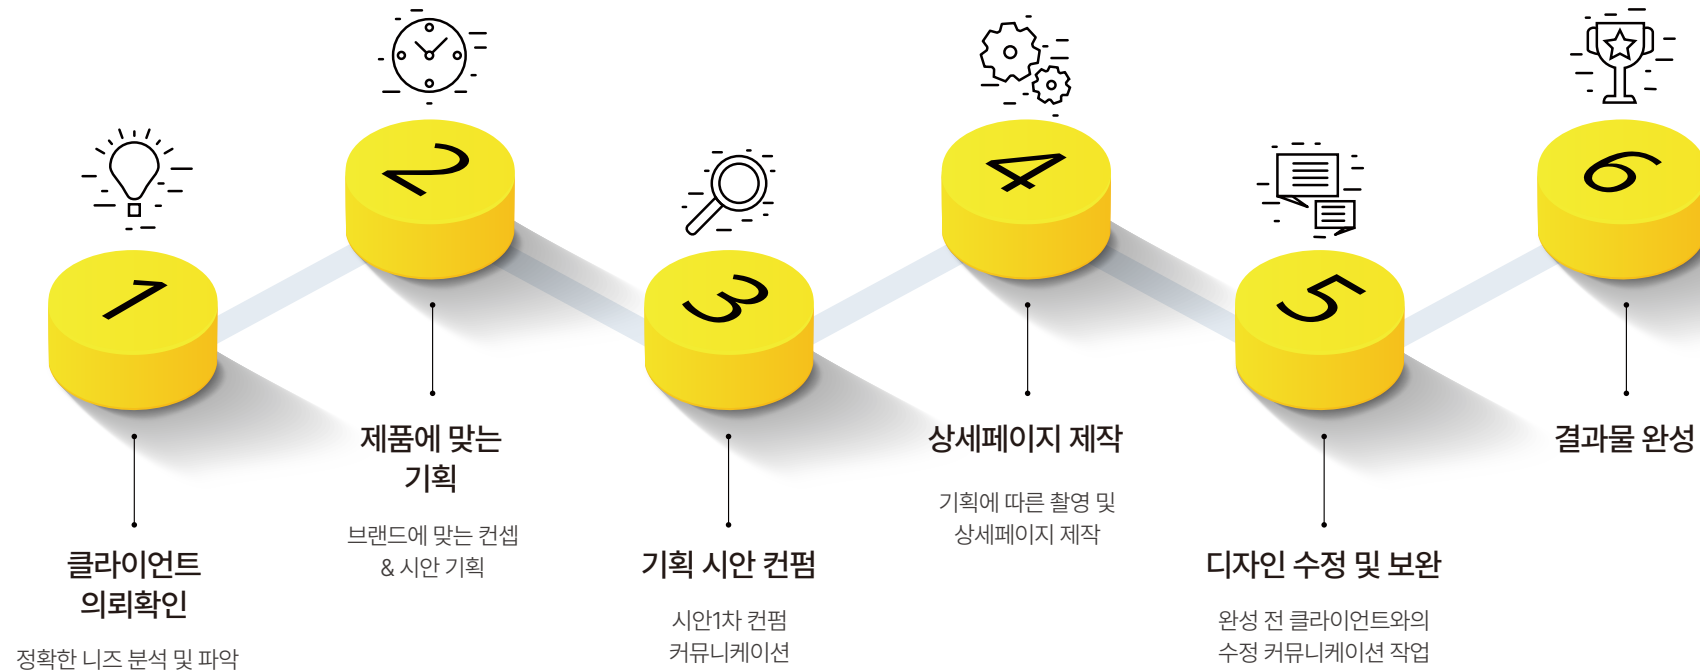 1
클라이언트
의뢰확인
정확한 니즈 분석 및 파악
2
제품에 맞는
기획
브랜드에 맞는 컨셉
& 시안 기획
3
기획 시안 컨펌
시안1차 컨펌
커뮤니케이션
4
상세페이지 제작
기획에 따른 촬영 및
상세페이지 제작
5
디자인 수정 및 보완
완성 전 클라이언트와의
수정 커뮤니케이션 작업
6
결과물 완성